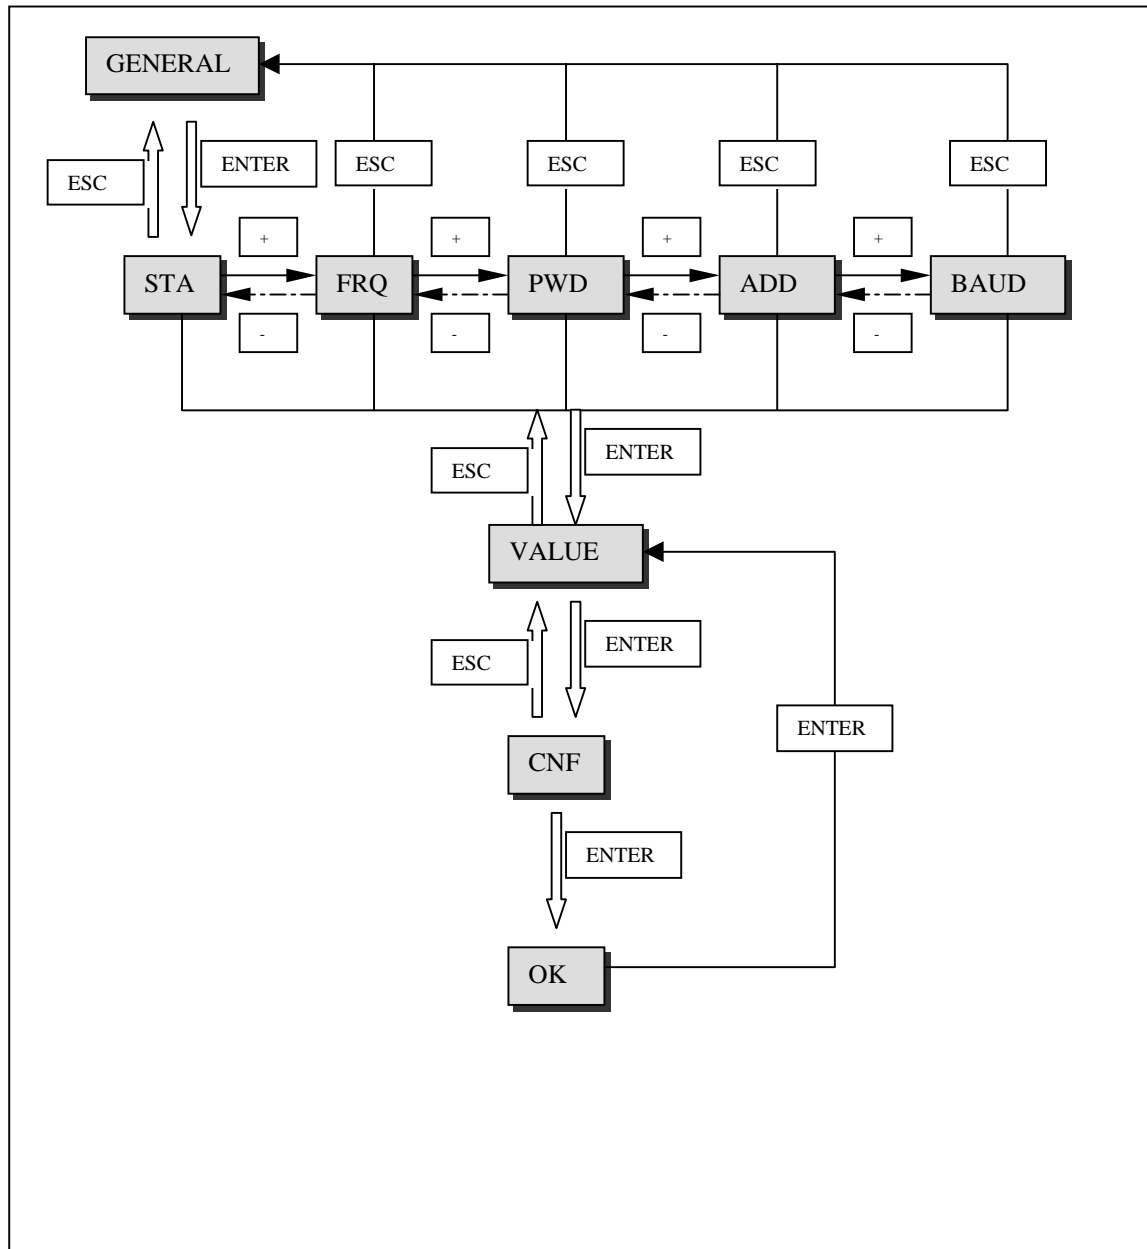 GENERAL
ESC
ENTER
ESC
ESC
ESC
ESC
+
+
+
+
STA
FRQ
PWD
ADD
BAUD
-
-
-
-
ESC
ENTER
VALUE
ESC
ENTER
ENTER
CNF
ENTER
OK